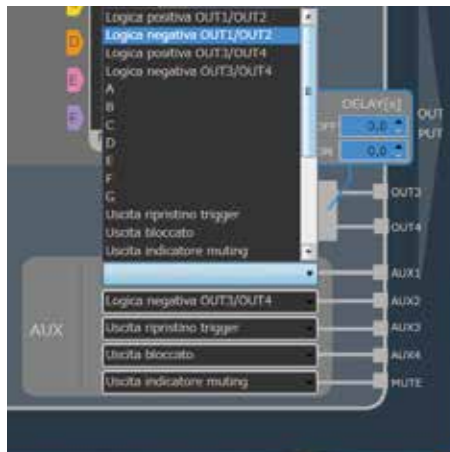 Logica positiva OUT1/OUT2
Logica negativa OUT1/OUT2
Logica positiva OUT3/OUT4
Logica negativa OUT3/OUT4
A
B
C
D
E
F
G
Uscita ripristino trigger
Uscita bloccato
Uscita indicatore muting
D
E
F
DELAY[s]
OFF 0,0
ON 0,0
OUT
PUT
OUT3
OUT4
AUX
AUX1
Logica negativa OUT3/OUT4 AUX2
Uscita ripristino trigger AUX3
Uscita bloccato AUX4
Uscita indicatore muting MUTE